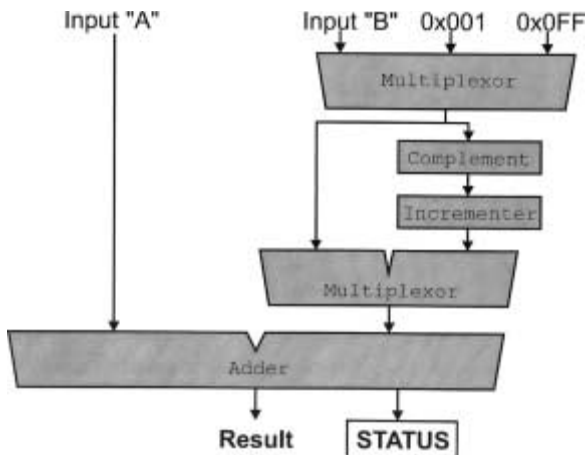 Input "A" Input "B" 0x001 0x0FF
Multiplexor
Complement
Incrementer
Multiplexor
Adder
Result STATUS